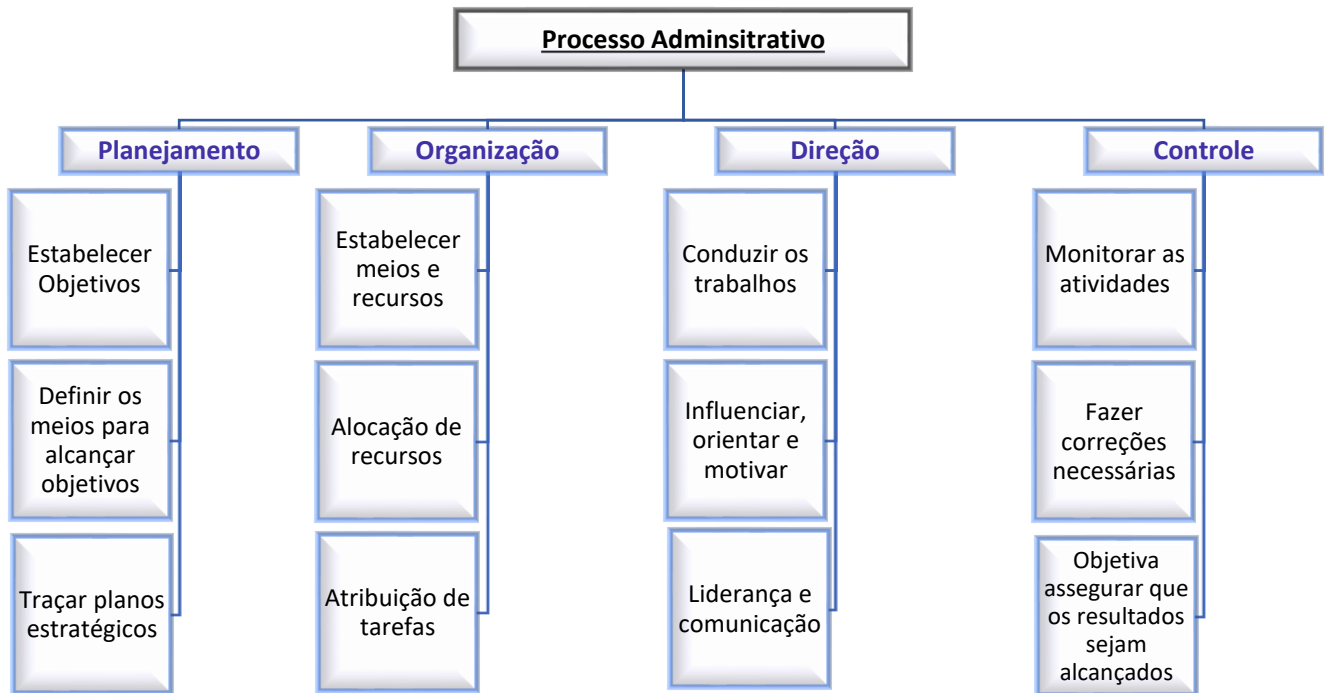 Processo Adminsitrativo
Planejamento
Estabelecer
Objetivos
Definir os
meios para
alcançar
objetivos
Traçar planos
estratégicos
Organização
Estabelecer
meios e
recursos
Alocação de
recursos
Atribuição de
tarefas
Direção
Conduzir os
trabalhos
Influenciar,
orientar e
motivar
Liderança e
comunicação
Controle
Monitorar as
atividades
Fazer
correções
necessárias
Objetiva
assegurar que
os resultados
sejam
alcançados